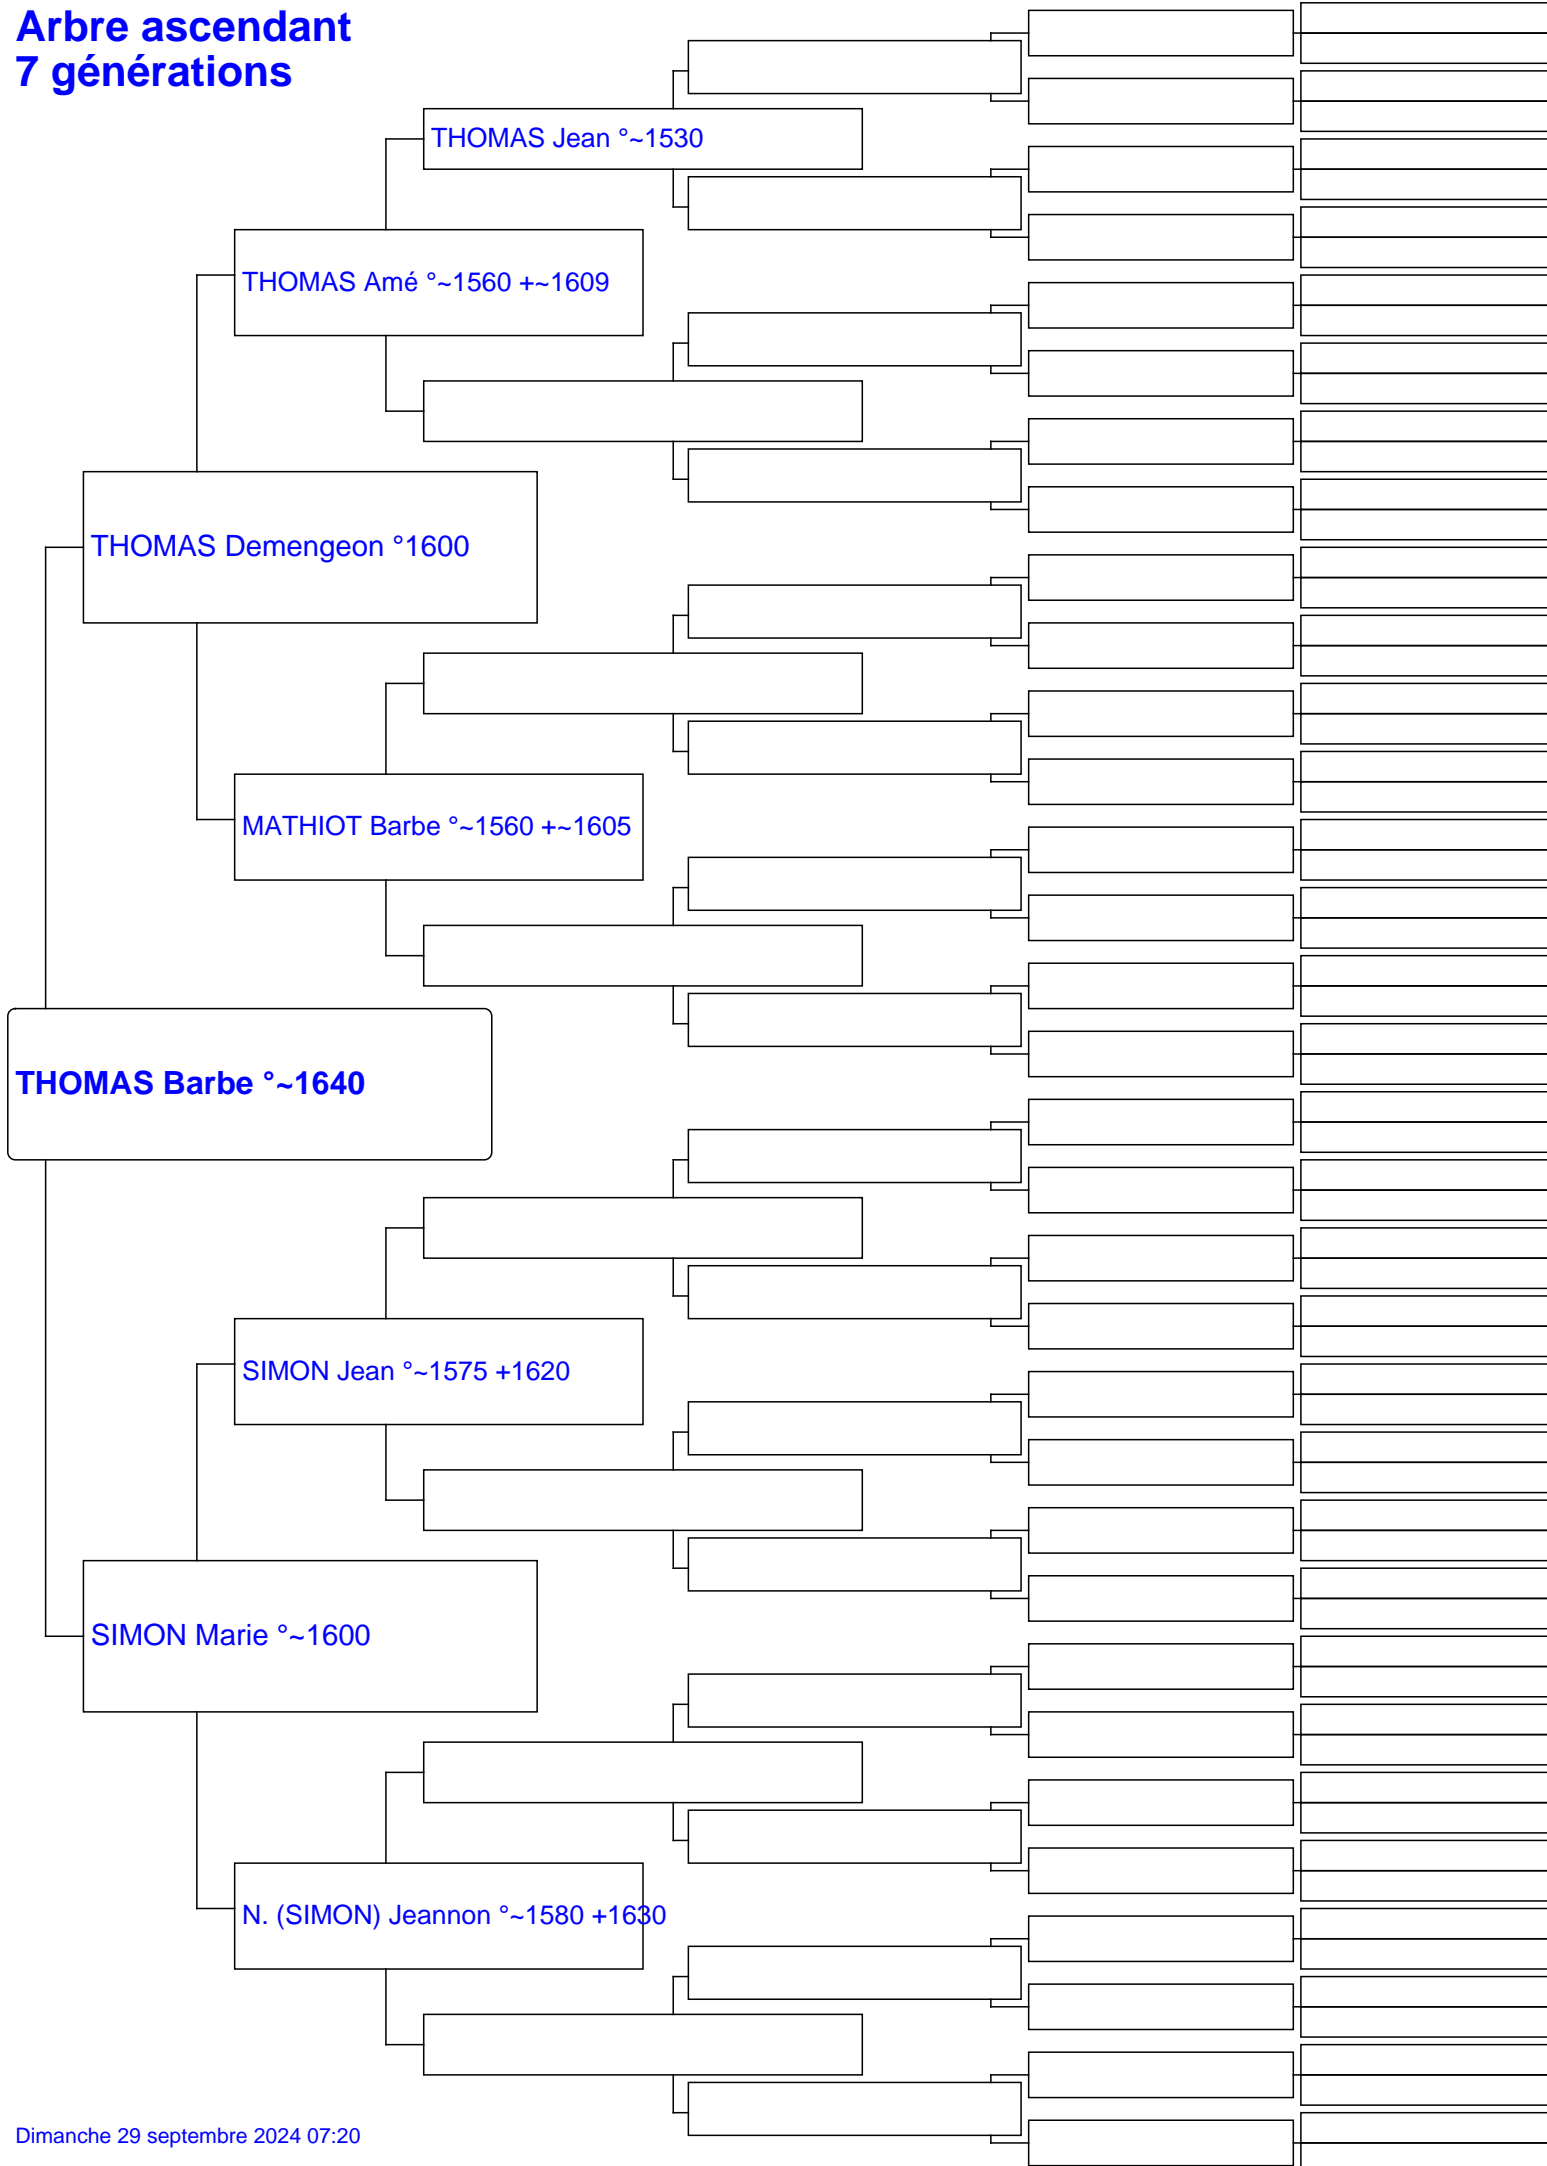 Arbre ascendant
7 générations
THOMAS Jean °~1530
THOMAS Amé °~1560 +~1609
THOMAS Demengeon °1600
MATHIOT Barbe °~1560 +~1605
THOMAS Barbe °~1640
SIMON Jean °~1575 +1620
SIMON Marie °~1600
N. (SIMON) Jeannon °~1580 +1630
Dimanche 29 septembre 2024 07:20